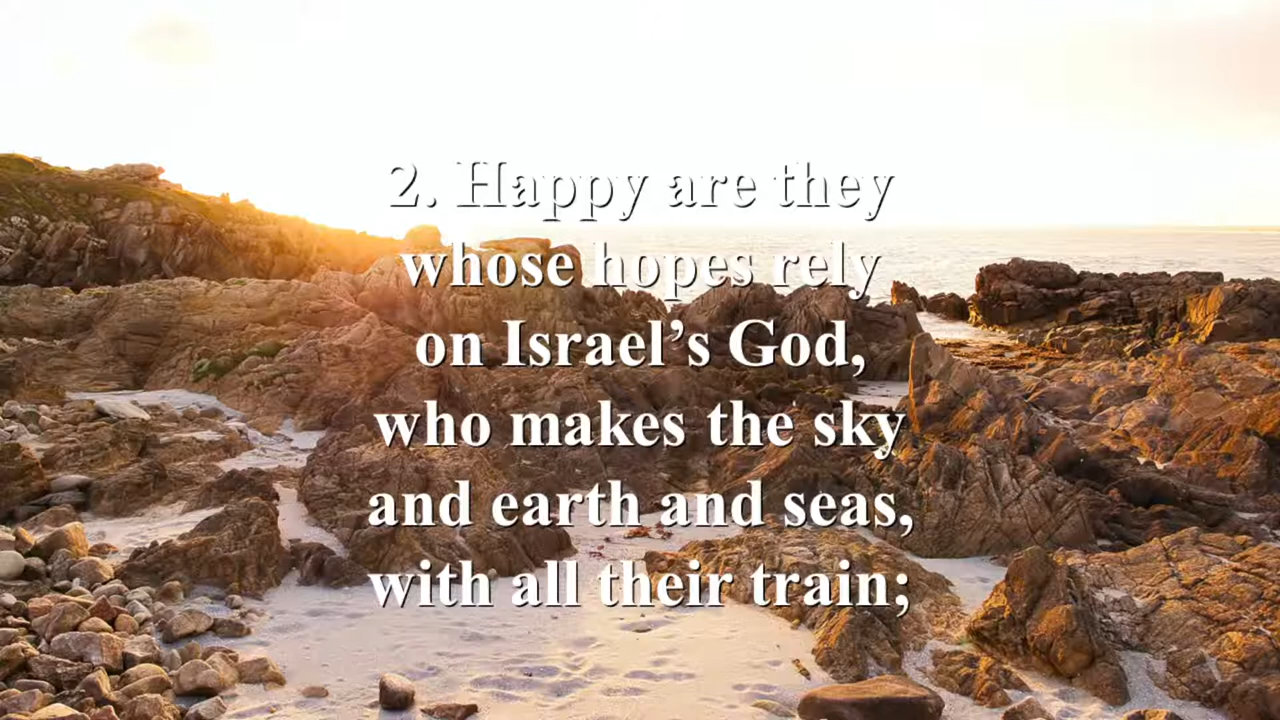 2. Happy are they
whose hopes rely
on Israel’s God,
who makes the sky
and earth and seas,
with all their train;